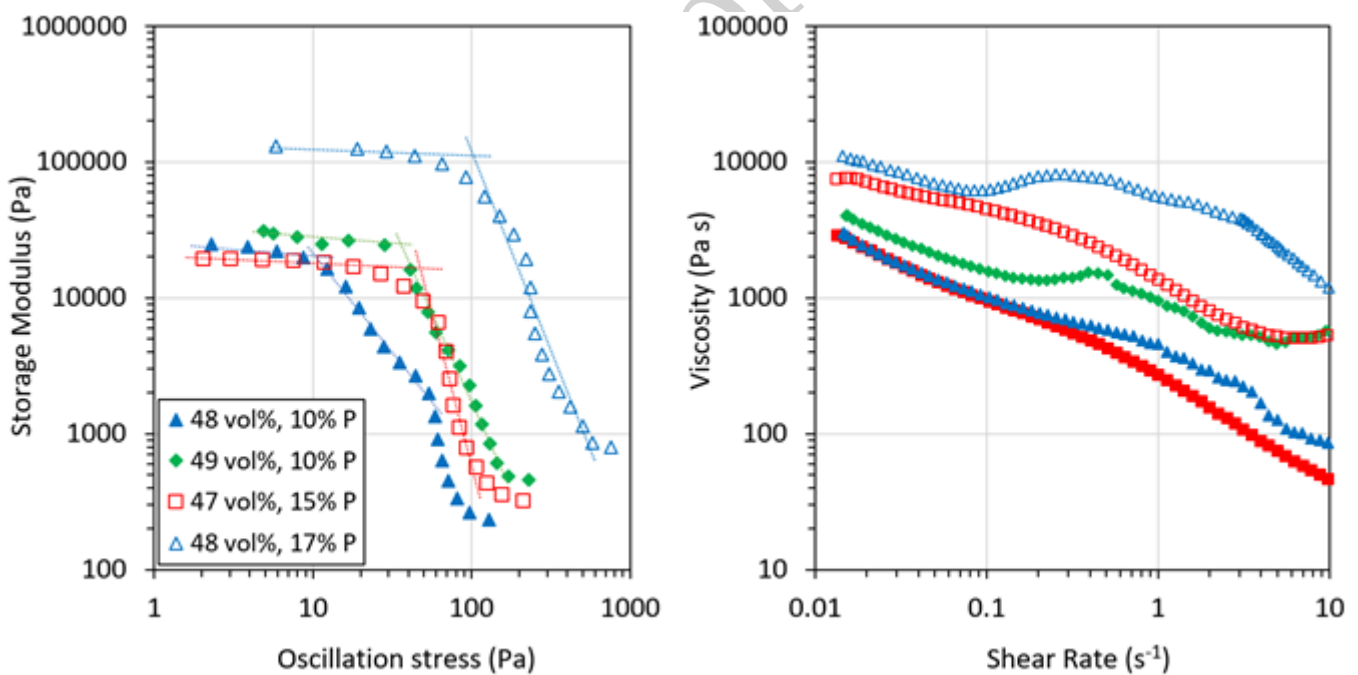 1000000
100000
10000
1000
100
1
10
100
1000
Storage Modulus (Pa)
Oscillation stress (Pa)
48 vol%, 10% P
49 vol%, 10% P
47 vol%, 15% P
48 vol%, 17% P
100000
10000
1000
100
10
0.01
0.1
1
10
Viscosity (Pa s)
Shear Rate (s⁻¹)